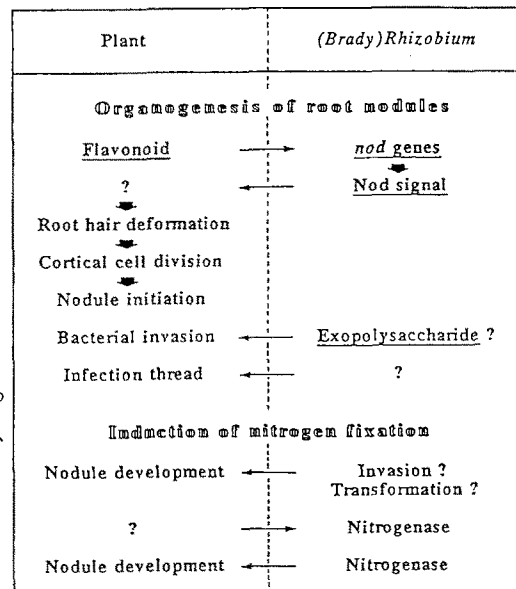 Plant (Brady)Rhizobium
Organogenesis of root nodules
Flavonoid nod genes
? Nod signal
Root hair deformation
Cortical cell division
Nodule initiation
Bacterial invasion Exopolysaccharide ?
Infection thread ?
Induction of nitrogen fixation
Nodule development Invasion ?
Transformation ?
? Nitrogenase
Nodule development Nitrogenase